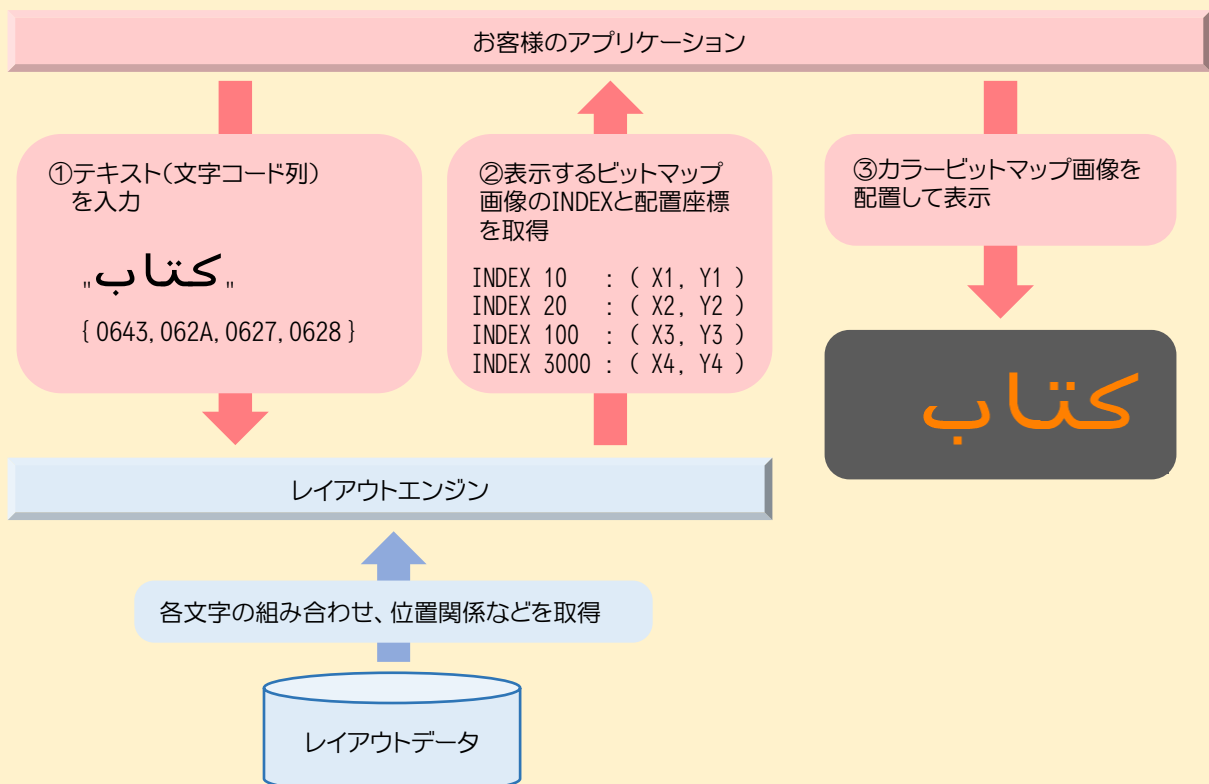 お客様のアプリケーション
①テキスト(文字コード列)
を入力
"كتاب"
{ 0643, 062A, 0627, 0628 }
②表示するビットマップ
画像のINDEXと配置座標
を取得
INDEX 10 : ( X1, Y1 )
INDEX 20 : ( X2, Y2 )
INDEX 100 : ( X3, Y3 )
INDEX 3000 : ( X4, Y4 )
③カラービットマップ画像を
配置して表示
كتاب
レイアウトエンジン
各文字の組み合わせ、位置関係などを取得
レイアウトデータ